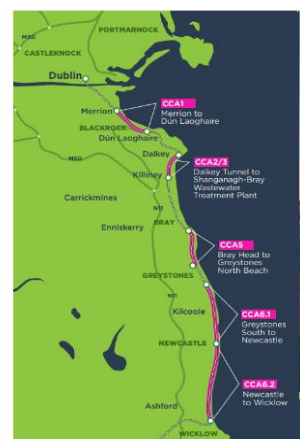 PORTMARNOCK
M50
CASTLEKNOCK
Dublin
CCA1
Merrion to
Dún Laoghaire
Merrion
BLACKROCK
Dún Laoghaire
Dalkey
CCA2/3
Dalkey Tunnel to
Shanganagh-Bray
Wastewater
Treatment Plant
M50
Killiney
Carrickmines
N11
Enniskerry
BRAY
CCA5
Bray Head to
Greystones
North Beach
GREYSTONES
N11
Kilcoole
CCA6.1
Greystones
South to
Newcastle
NEWCASTLE
CCA6.2
Newcastle
to Wicklow
Ashford
WICKLOW